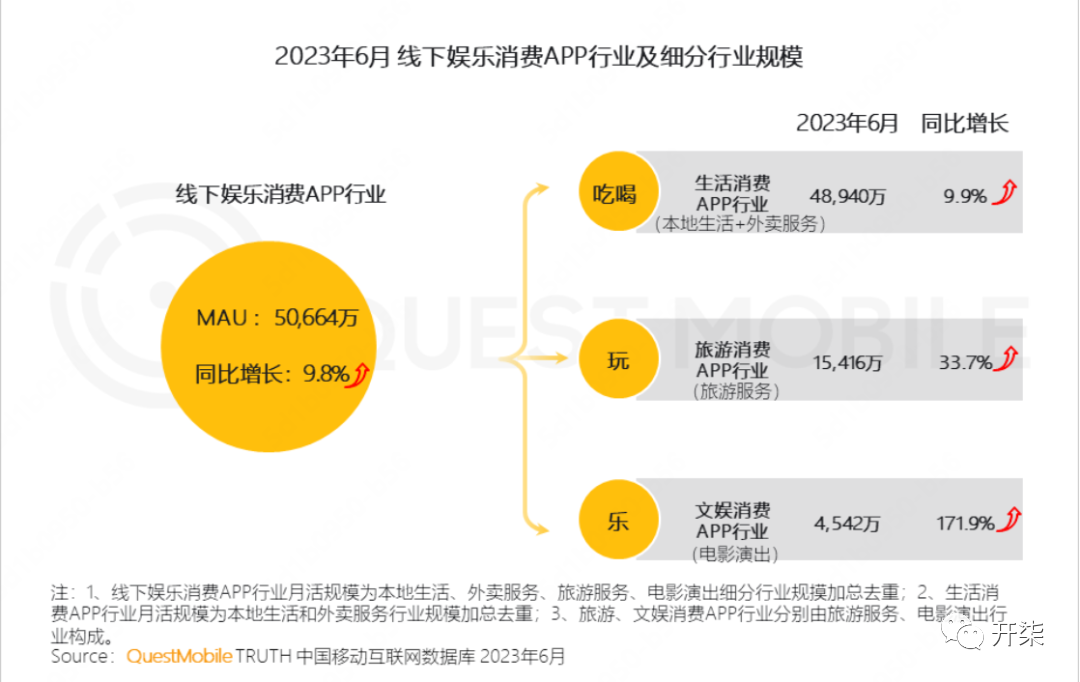 2023年6月 线下娱乐消费APP行业及细分行业规模
2023年6月 同比增长
线下娱乐消费APP行业
MAU： 50,664万
同比增长：9.8%
吃喝
生活消费
APP行业
(本地生活+外卖服务)
48,940万
9.9%
玩
旅游消费
APP行业
(旅游服务)
15,416万
33.7%
乐
文娱消费
APP行业
(电影演出)
4,542万
171.9%
QUEST MOBILE
注：1、线下娱乐消费APP行业月活规模为本地生活、外卖服务、旅游服务、电影演出细分行业规摸加总去重；2、生活消
费APP行业月活规模为本地生活和外卖服务行业规模加总去重；3、旅游、文娱消费APP行业分别由旅游服务、电影演出行
业构成。
Source：QuestMobile TRUTH 中国移动互联网数据库 2023年6月
开柒